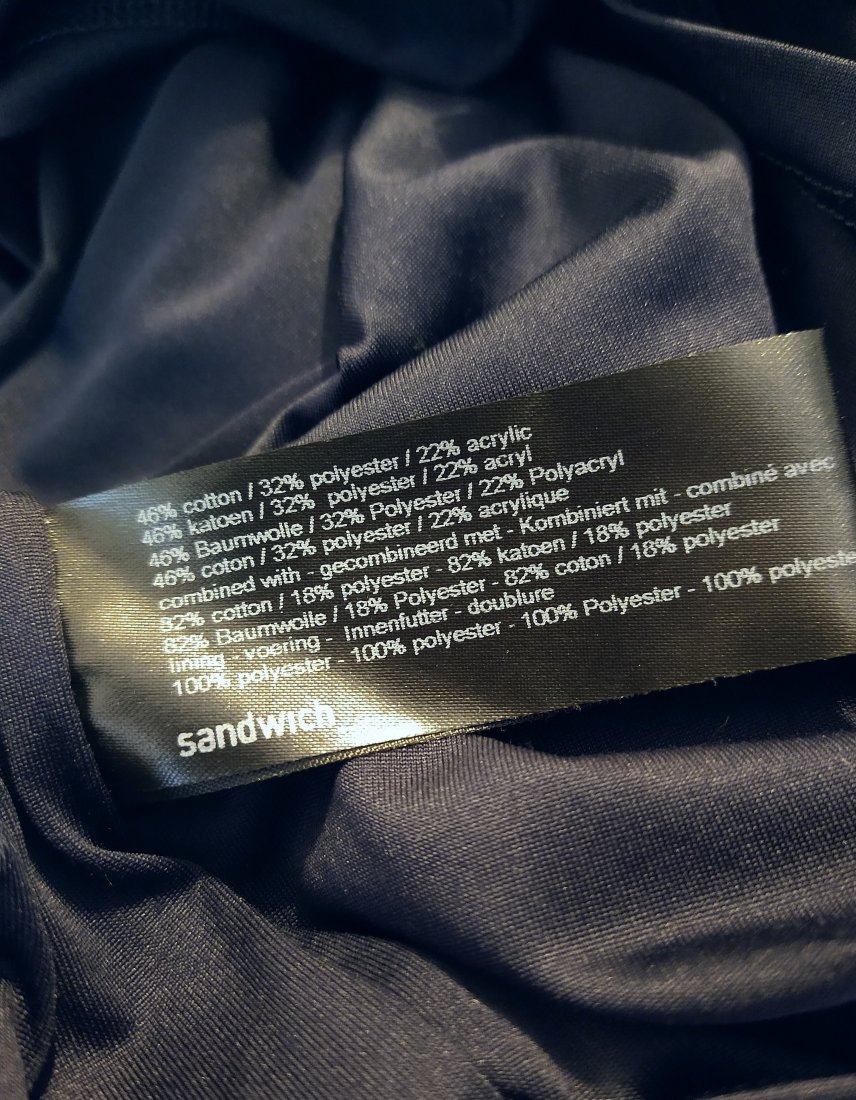 46% cotton / 32% polyester / 22% acrylic
46% katoen / 32% polyester / 22% acryl
46% Baumwolle / 32% Polyester / 22% Polyacryl
46% coton / 32% polyester / 22% acrylique
combined with - gecombineerd met - Kombiniert mit - combiné avec
82% cotton / 18% polyester - 82% katoen / 18% polyester
82% Baumwolle / 18% Polyester - 82% coton / 18% polyester
lining - voering - Innenfutter - doublure
100% polyester - 100% polyester - 100% Polyester - 100% polyeste
sandwich